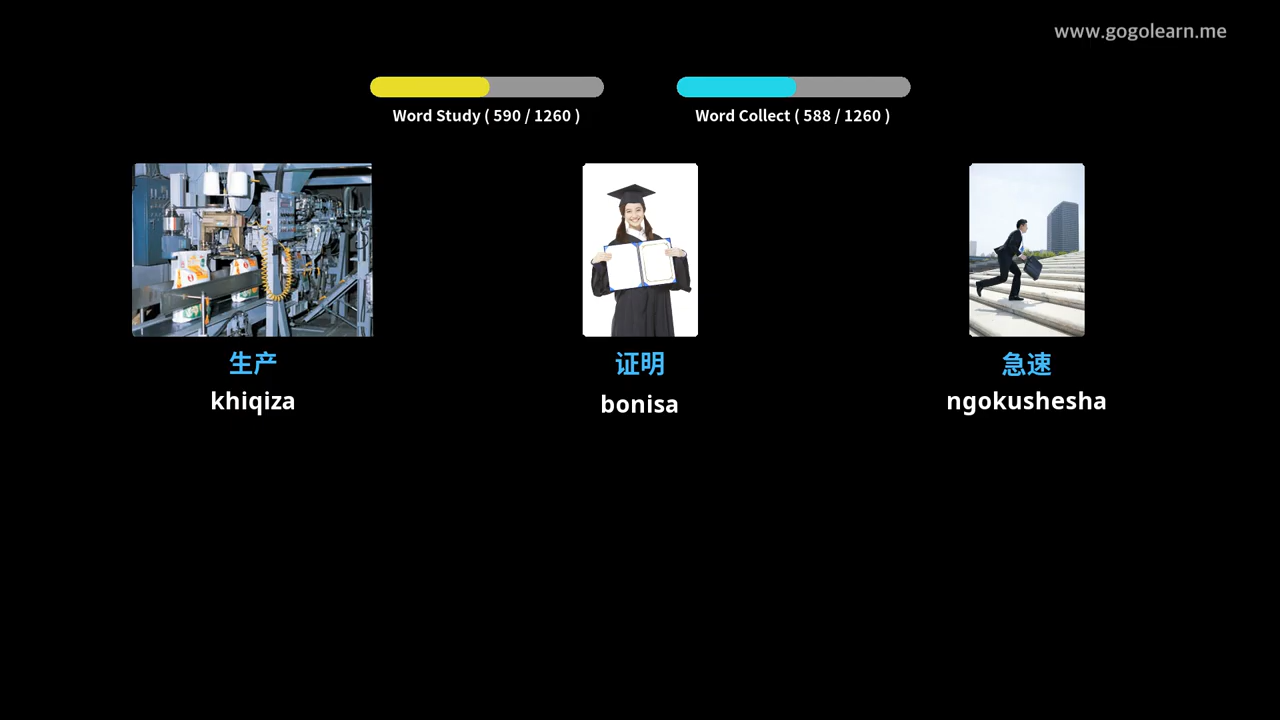 www.gogolearn.me
Word Study ( 590 / 1260 )
Word Collect ( 588 / 1260 )
生产
证明
急速
khiqiza
bonisa
ngokushesha